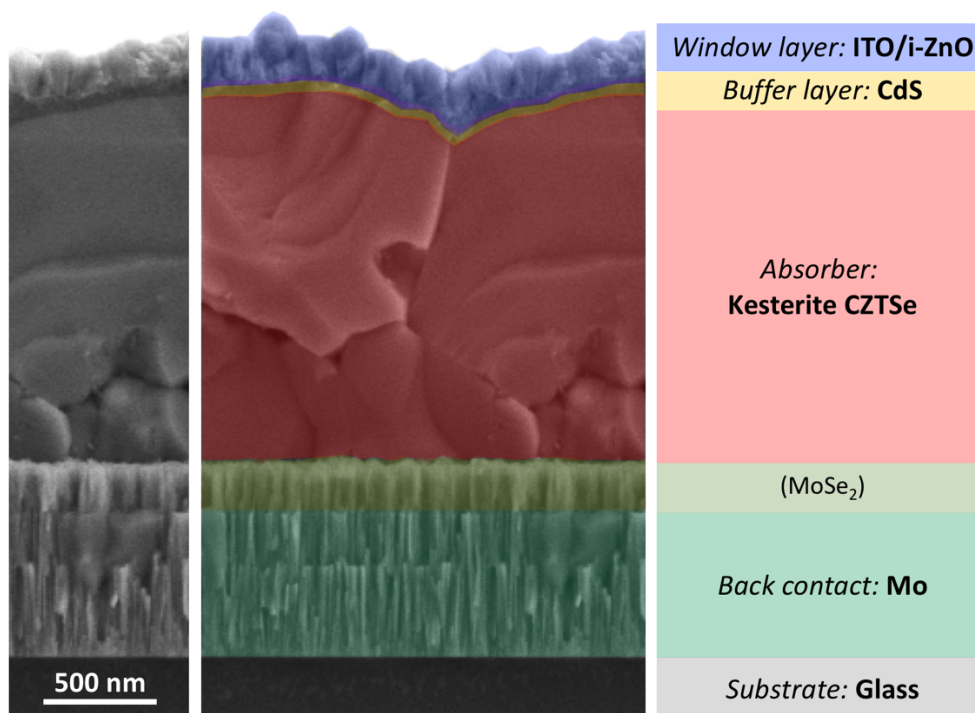 Window layer: ITO/i-ZnO
Buffer layer: CdS
Absorber:
Kesterite CZTSe
(MoSe₂)
Back contact: Mo
500 nm
Substrate: Glass